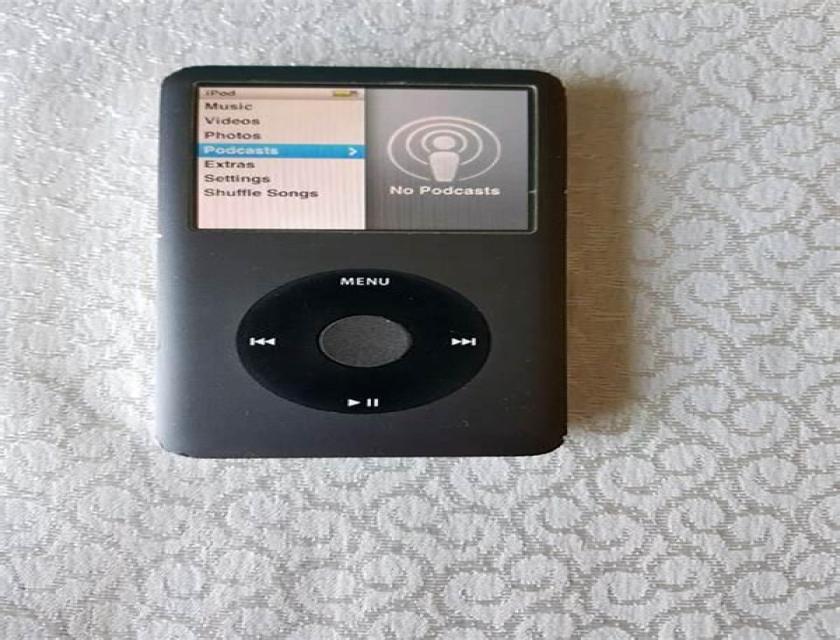 iPod
Music
Videos
Photos
Podcasts
Extras
Settings
Shuffle Songs
No Podcasts
MENU